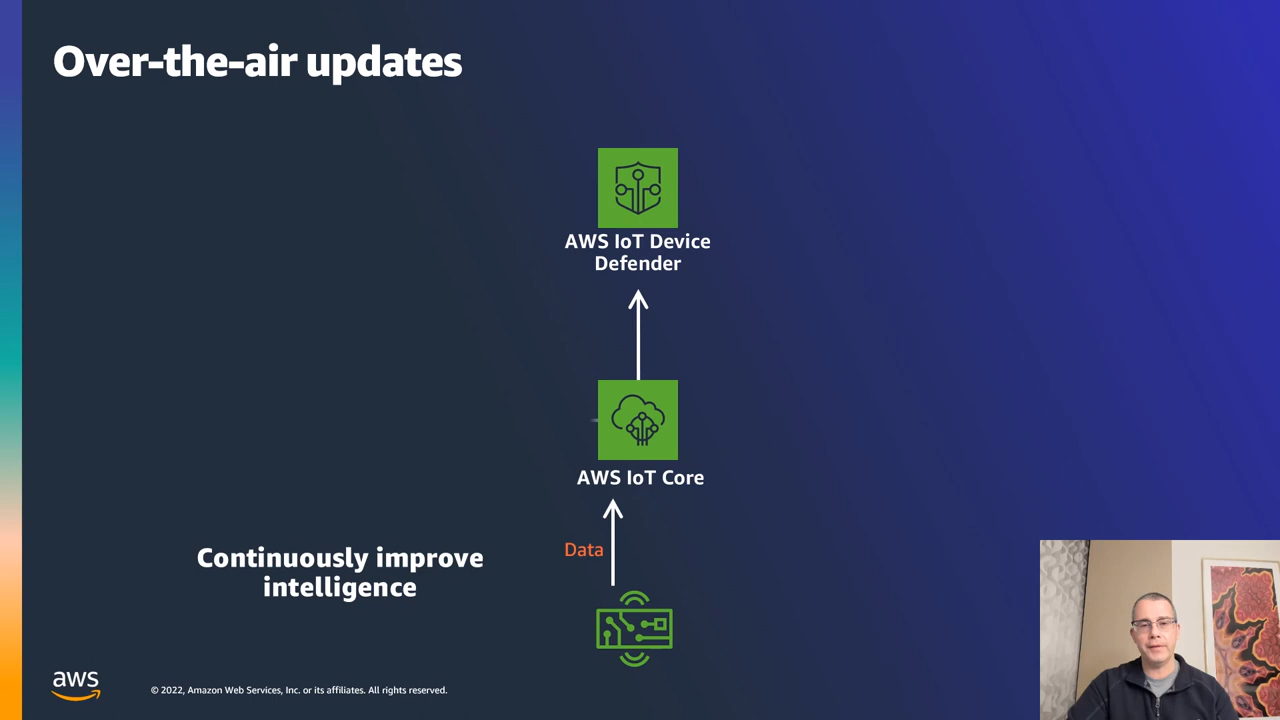 Over-the-air updates
AWS IoT Device
Defender
AWS IoT Core
Data
Continuously improve
intelligence
aws
© 2022, Amazon Web Services, Inc. or its affiliates. All rights reserved.